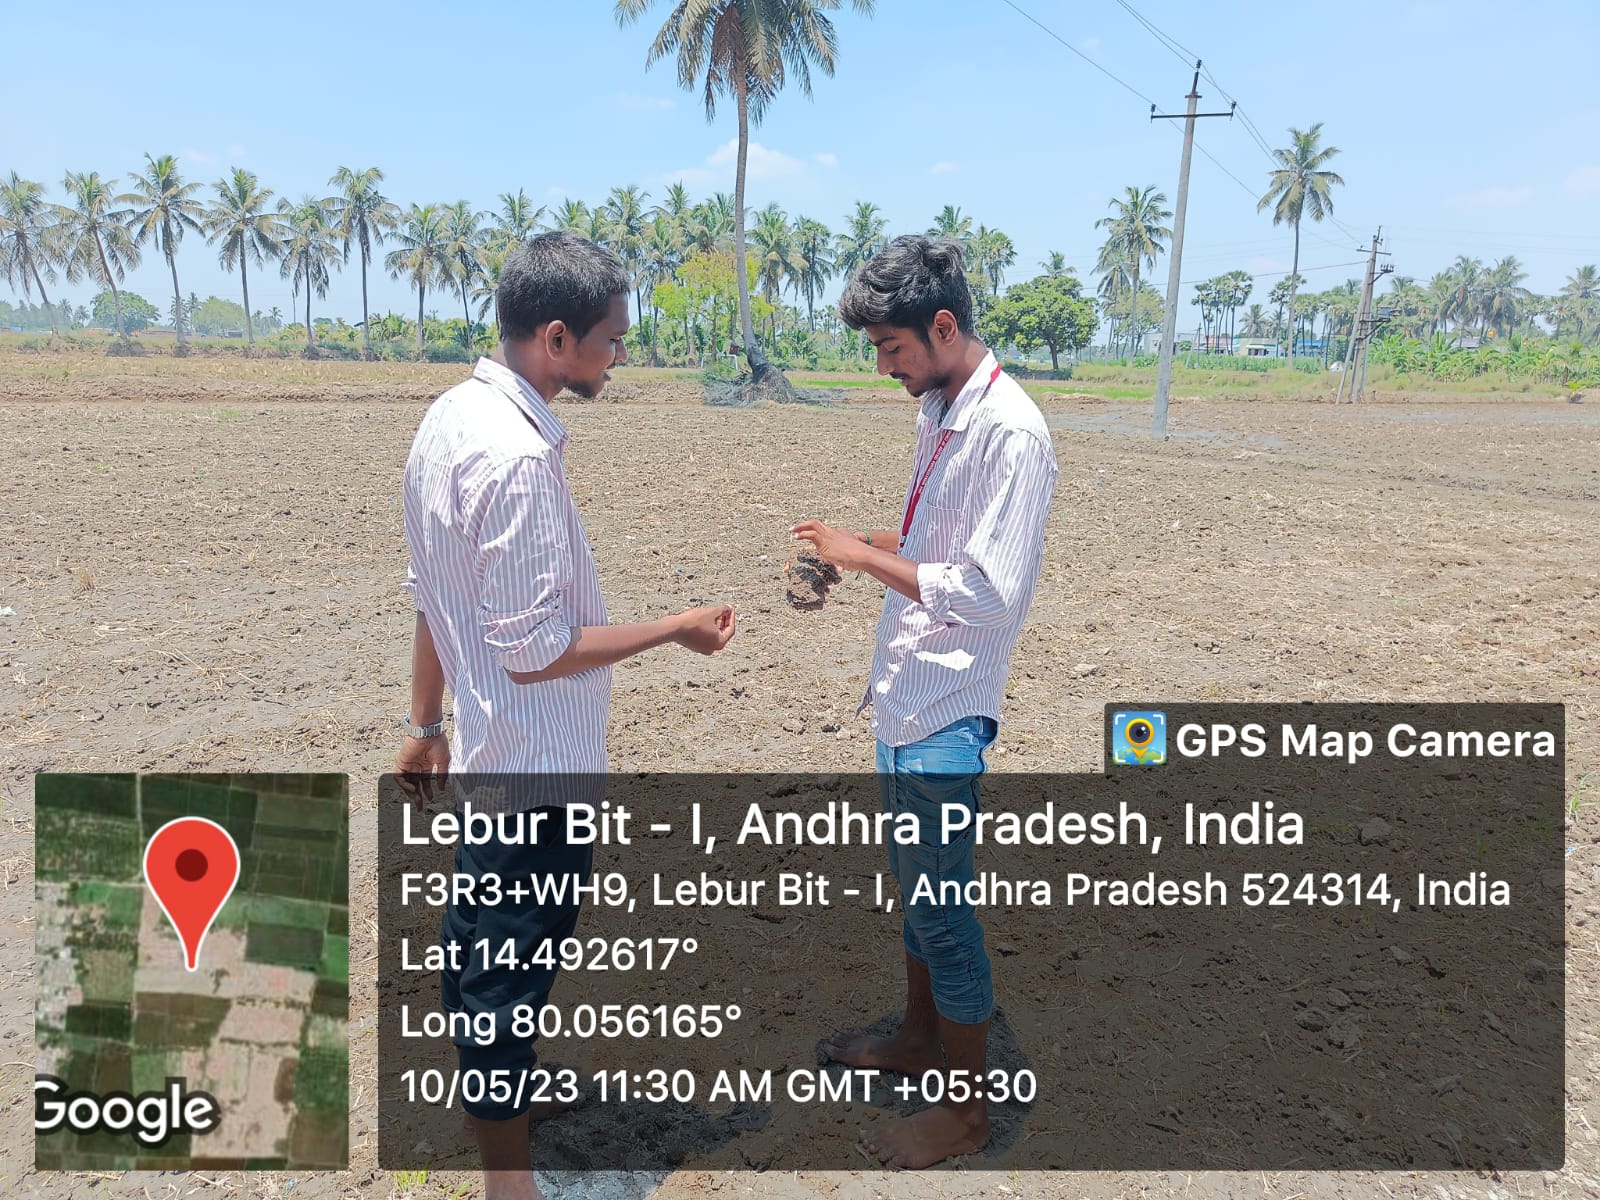 GPS Map Camera
Lebur Bit - I, Andhra Pradesh, India
F3R3+WH9, Lebur Bit - I, Andhra Pradesh 524314, India
Lat 14.492617°
Long 80.056165°
10/05/23 11:30 AM GMT +05:30
Google